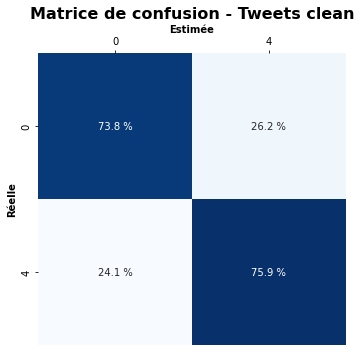 Matrice de confusion - Tweets clean
Estimée
0 4
0
73.8 % 26.2 %
Réelle
4
24.1 % 75.9 %